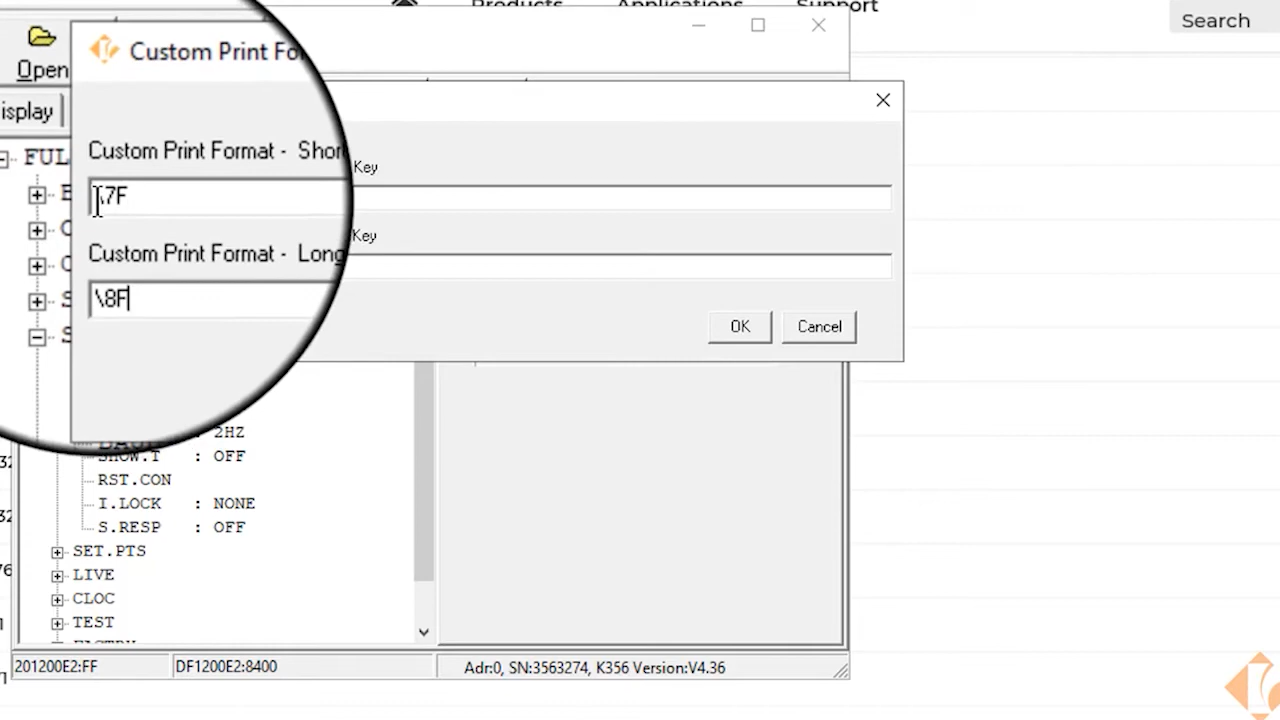 Products Applications Support
Search
Open
isplay
Custom Print Fo
Custom Print Format - Short Key
\7F
Custom Print Format - Long Key
\8F
OK Cancel
FUL
: 2HZ
SHOW.T : OFF
RST.CON
I.LOCK : NONE
S.RESP : OFF
SET.PTS
LIVE
CLOC
TEST
201200E2:FF DF1200E2:8400 Adr:0, SN:3563274, K356 Version:V4.36